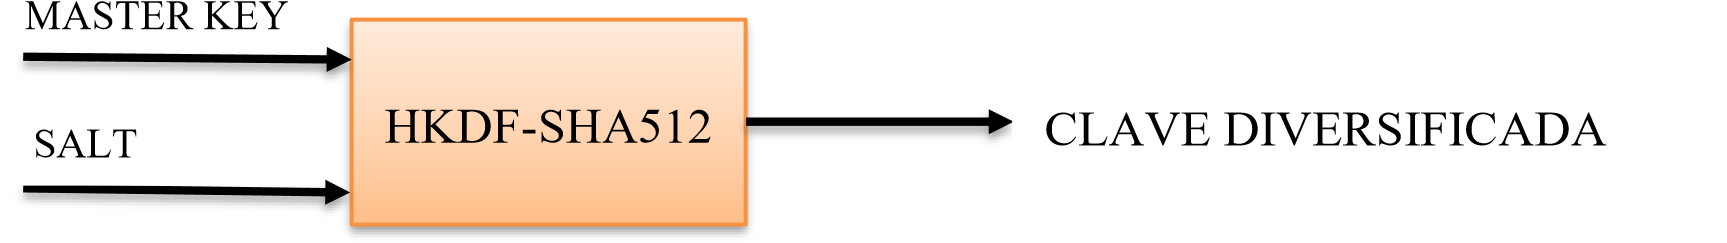 MASTER KEY
SALT
HKDF-SHA512
CLAVE DIVERSIFICADA